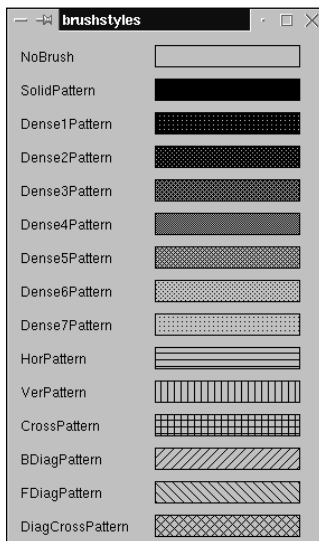 brushstyles
NoBrush
SolidPattern
Dense1Pattern
Dense2Pattern
Dense3Pattern
Dense4Pattern
Dense5Pattern
Dense6Pattern
Dense7Pattern
HorPattern
VerPattern
CrossPattern
BDiagPattern
FDiagPattern
DiagCrossPattern